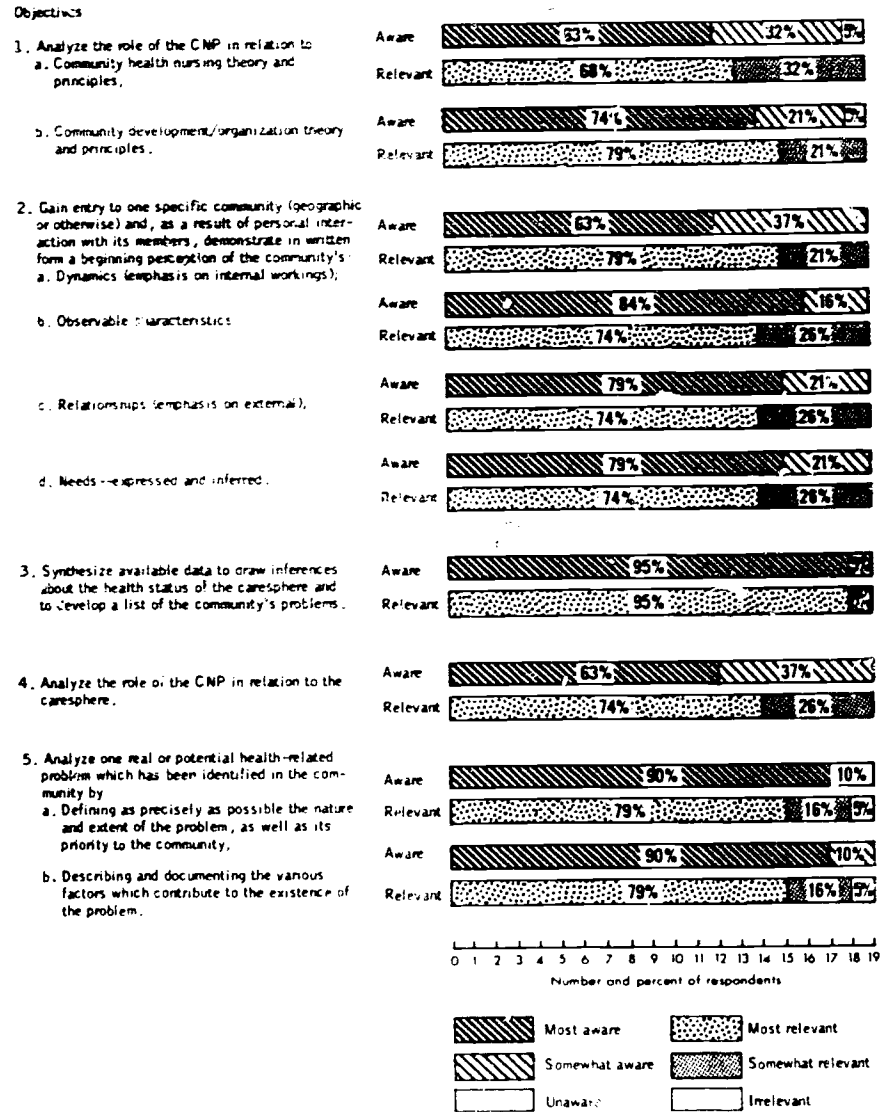 Objectives
1. Analyze the role of the CNP in relation to
a. Community health nursing theory and
principles,
Aware 63% 32% 5%
Relevant 68% 32%
b. Community development/organization theory
and principles.
Aware 74% 21% 5%
Relevant 79% 21%
2. Gain entry to one specific community (geographic
or otherwise) and, as a result of personal inter-
action with its members, demonstrate in written
form a beginning perception of the community's
a. Dynamics (emphasis on internal workings);
Aware 63% 37%
Relevant 79% 21%
b. Observable characteristics
Aware 84% 16%
Relevant 74% 26%
c. Relationships (emphasis on external),
Aware 79% 21%
Relevant 74% 26%
d. Needs--expressed and inferred.
Aware 79% 21%
Relevant 74% 26%
3. Synthesize available data to draw inferences
about the health status of the caresphere and
to develop a list of the community's problems.
Aware 95%
Relevant 95%
4. Analyze the role of the CNP in relation to the
caresphere.
Aware 63% 37%
Relevant 74% 26%
5. Analyze one real or potential health-related
problem which has been identified in the com-
munity by
a. Defining as precisely as possible the nature
and extent of the problem, as well as its
priority to the community,
Aware 90% 10%
Relevant 79% 16% 5%
b. Describing and documenting the various
factors which contribute to the existence of
the problem.
Aware 90% 10%
Relevant 79% 16% 5%
0 1 2 3 4 5 6 7 8 9 10 11 12 13 14 15 16 17 18 19
Number and percent of respondents
Most aware Most relevant
Somewhat aware Somewhat relevant
Unaware Irrelevant